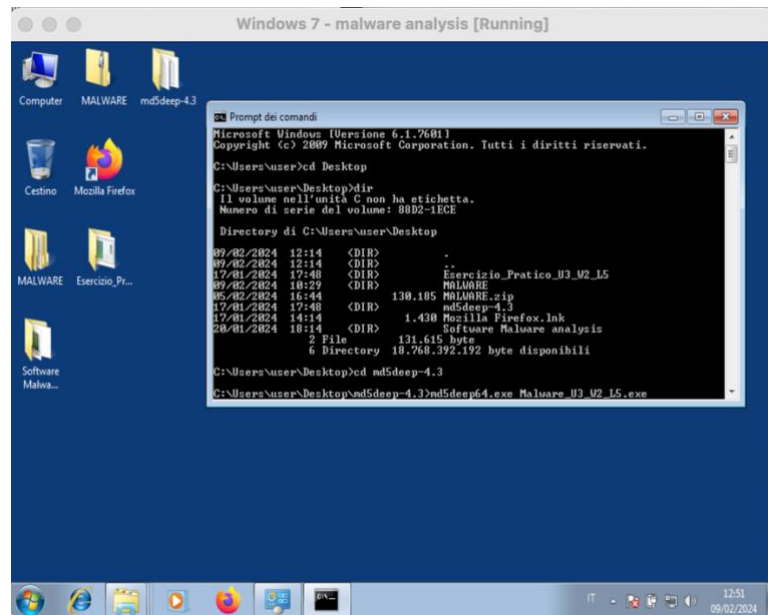 Windows 7 - malware analysis [Running]
Computer
MALWARE
md5deep-4.3
Cestino
Mozilla Firefox
MALWARE
Esercizio_Pr...
Software
Malwa...
Prompt dei comandi
Microsoft Windows [Versione 6.1.7601]
Copyright (c) 2009 Microsoft Corporation. Tutti i diritti riservati.
C:\Users\user>cd Desktop
C:\Users\user\Desktop>dir
Il volume nell'unità C non ha etichetta.
Numero di serie del volume: 88D2-1ECE
Directory di C:\Users\user\Desktop
09/02/2024 12:14 <DIR> .
09/02/2024 12:14 <DIR> ..
17/01/2024 17:48 <DIR> Esercizio_Pratico_U3_W2_L5
09/02/2024 10:29 <DIR> MALWARE
05/02/2024 16:44 130.185 MALWARE.zip
17/01/2024 17:48 <DIR> md5deep-4.3
17/01/2024 14:14 1.430 Mozilla Firefox.lnk
20/01/2024 18:14 <DIR> Software Malware analysis
2 File 131.615 byte
6 Directory 18.768.392.192 byte disponibili
C:\Users\user\Desktop>cd md5deep-4.3
C:\Users\user\Desktop\md5deep-4.3>md5deep64.exe Malware_U3_W2_L5.exe
IT
12:51
09/02/2024